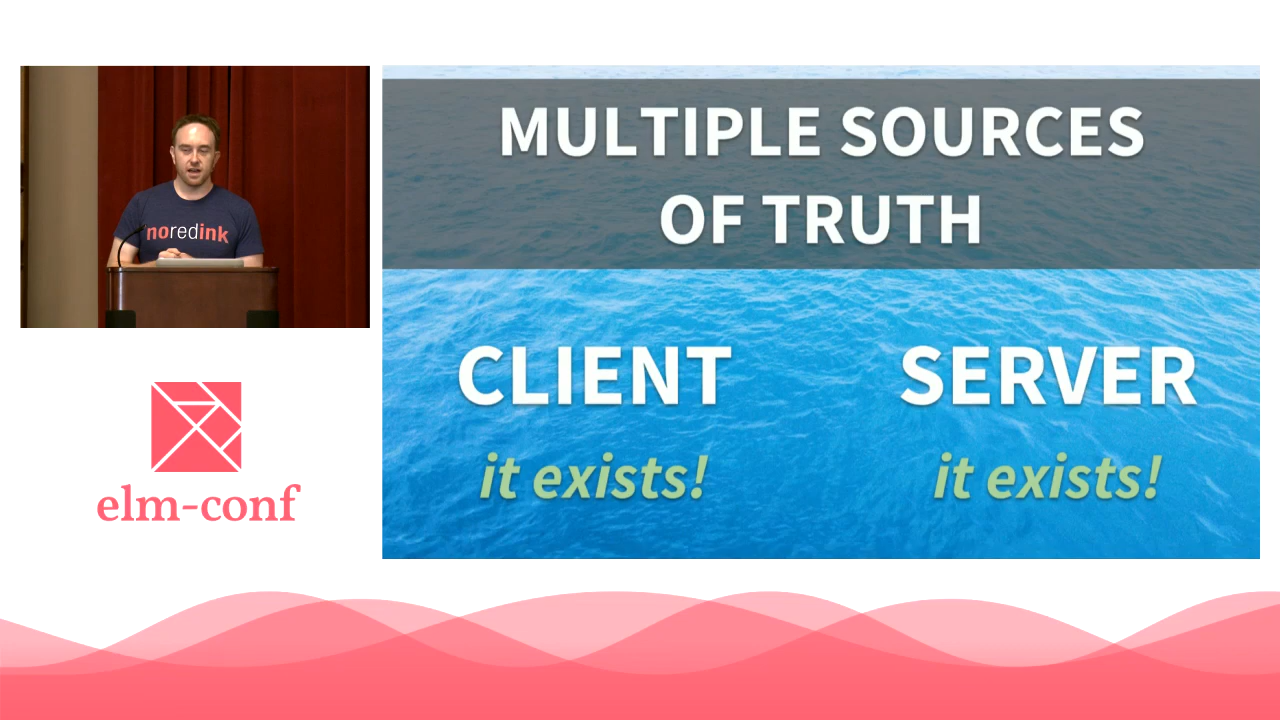 noredink
MULTIPLE SOURCES
OF TRUTH
CLIENT
SERVER
it exists!
it exists!
elm-conf